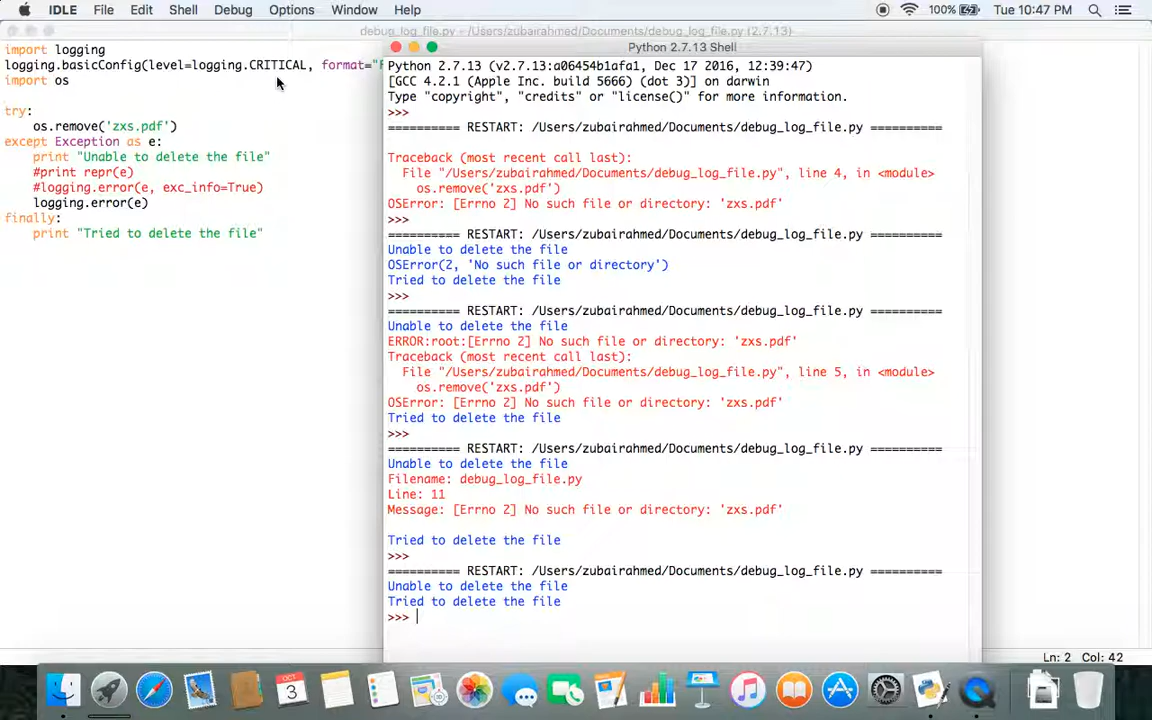 IDLE File Edit Shell Debug Options Window Help 100% Tue 10:47 PM
debug_log_file.py - /Users/zubairahmed/Documents/debug_log_file.py (2.7.13)
import logging
logging.basicConfig(level=logging.CRITICAL, format="F
import os
try:
    os.remove('zxs.pdf')
except Exception as e:
    print "Unable to delete the file"
    #print repr(e)
    #logging.error(e, exc_info=True)
    logging.error(e)
finally:
    print "Tried to delete the file"
Python 2.7.13 Shell
Python 2.7.13 (v2.7.13:a06454b1afa1, Dec 17 2016, 12:39:47)
[GCC 4.2.1 (Apple Inc. build 5666) (dot 3)] on darwin
Type "copyright", "credits" or "license()" for more information.
>>>
========== RESTART: /Users/zubairahmed/Documents/debug_log_file.py ==========
Traceback (most recent call last):
  File "/Users/zubairahmed/Documents/debug_log_file.py", line 4, in <module>
    os.remove('zxs.pdf')
OSError: [Errno 2] No such file or directory: 'zxs.pdf'
>>>
========== RESTART: /Users/zubairahmed/Documents/debug_log_file.py ==========
Unable to delete the file
OSError(2, 'No such file or directory')
Tried to delete the file
>>>
========== RESTART: /Users/zubairahmed/Documents/debug_log_file.py ==========
Unable to delete the file
ERROR:root:[Errno 2] No such file or directory: 'zxs.pdf'
Traceback (most recent call last):
  File "/Users/zubairahmed/Documents/debug_log_file.py", line 5, in <module>
    os.remove('zxs.pdf')
OSError: [Errno 2] No such file or directory: 'zxs.pdf'
Tried to delete the file
>>>
========== RESTART: /Users/zubairahmed/Documents/debug_log_file.py ==========
Unable to delete the file
Filename: debug_log_file.py
Line: 11
Message: [Errno 2] No such file or directory: 'zxs.pdf'
Tried to delete the file
>>>
========== RESTART: /Users/zubairahmed/Documents/debug_log_file.py ==========
Unable to delete the file
Tried to delete the file
>>>
Ln: 2 Col: 42
3